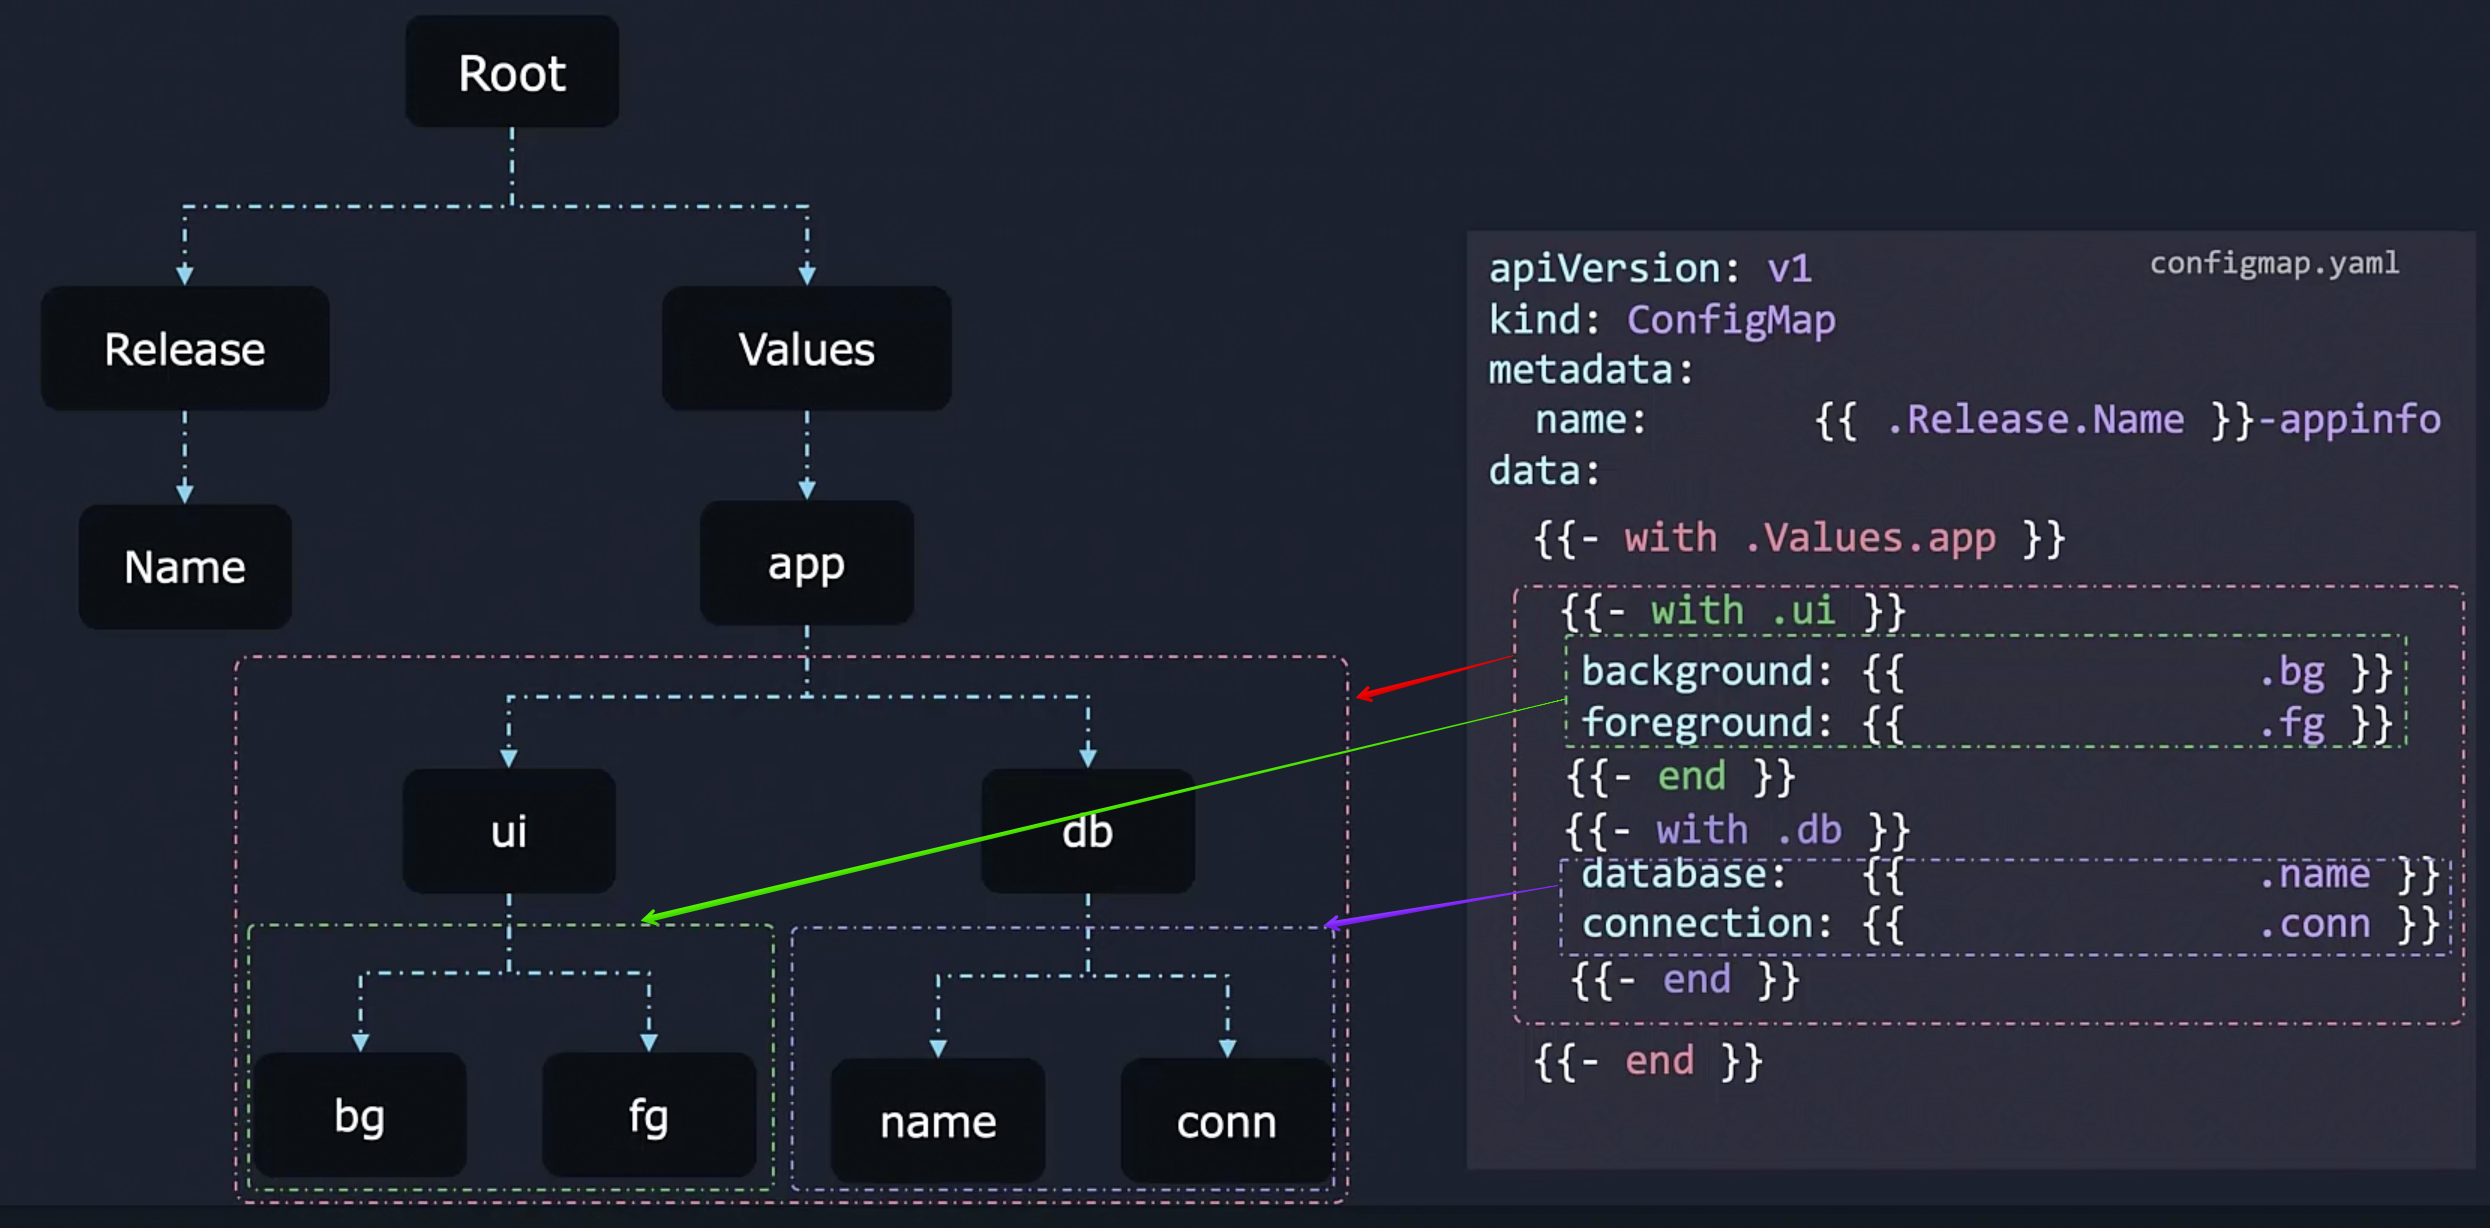 Root
Release
Values
Name
app
ui
db
bg
fg
name
conn
configmap.yaml
apiVersion: v1
kind: ConfigMap
metadata:
name: {{ .Release.Name }}-appinfo
data:
{{- with .Values.app }}
{{- with .ui }}
background: {{ .bg }}
foreground: {{ .fg }}
{{- end }}
{{- with .db }}
database: {{ .name }}
connection: {{ .conn }}
{{- end }}
{{- end }}